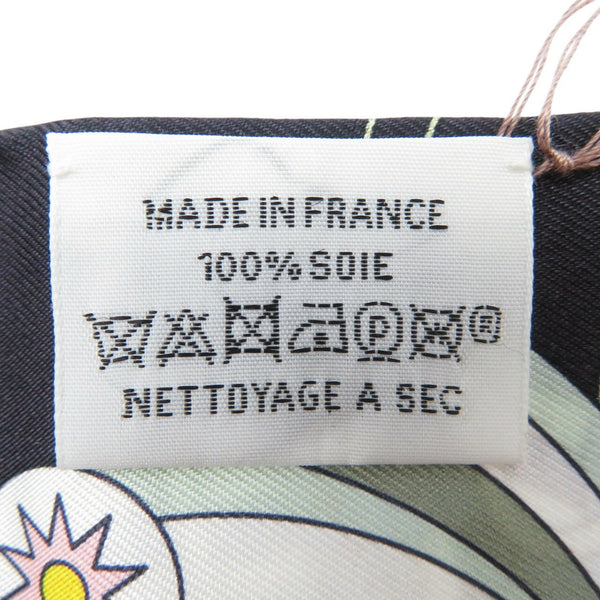 MADE IN FRANCE
100% SOIE
P ®
NETTOYAGE A SEC